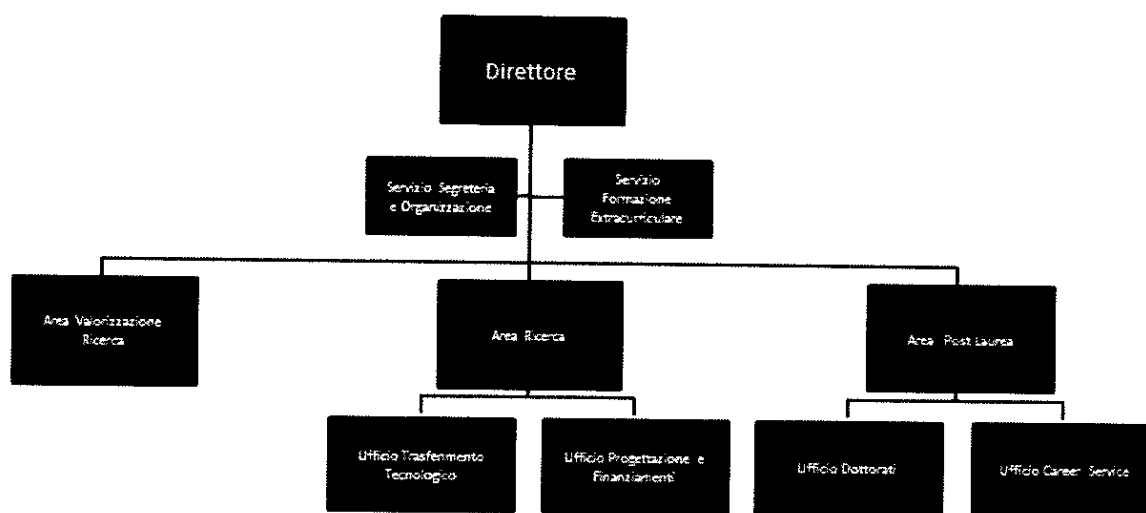 Direttore
Servizio Segreteria
e Organizzazione
Servizio
Formazione
Extracurriculare
Area Valorizzazione
Ricerca
Area Ricerca
Area Post Laurea
Ufficio Trasferimento
Tecnologico
Ufficio Progettazione e
Finanziamenti
Ufficio Dottorati
Ufficio Career Service